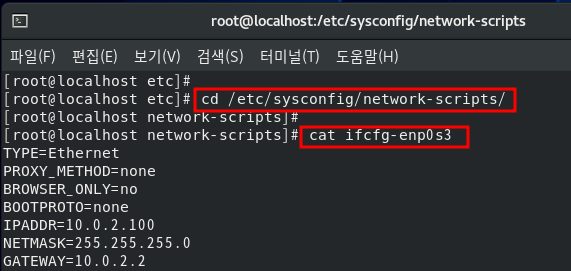 root@localhost:/etc/sysconfig/network-scripts
파일(F) 편집(E) 보기(V) 검색(S) 터미널(T) 도움말(H)
[root@localhost etc]#
[root@localhost etc]# cd /etc/sysconfig/network-scripts/
[root@localhost network-scripts]#
[root@localhost network-scripts]# cat ifcfg-enp0s3
TYPE=Ethernet
PROXY_METHOD=none
BROWSER_ONLY=no
BOOTPROTO=none
IPADDR=10.0.2.100
NETMASK=255.255.255.0
GATEWAY=10.0.2.2